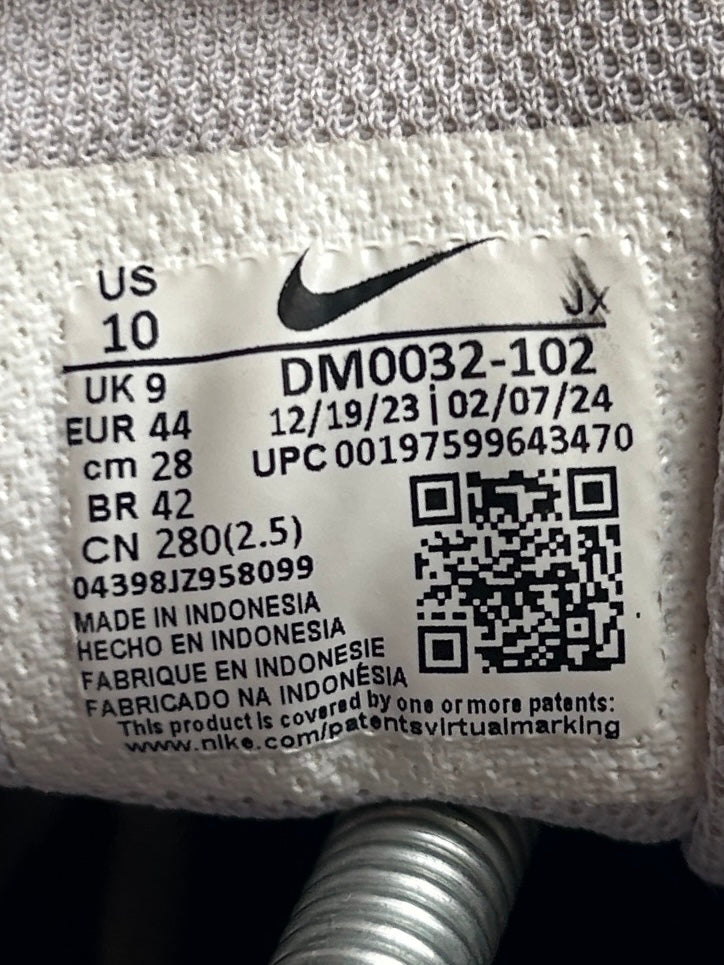 US
10
JX
UK 9
EUR 44
cm 28
BR 42
CN 280(2.5)
DM0032-102
12/19/23 | 02/07/24
UPC 00197599643470
04398JZ958099
MADE IN INDONESIA
HECHO EN INDONESIA
FABRIQUE EN INDONESIE
FABRICADO NA INDONÉSIA
This product is covered by one or more patents:
www.nike.com/patentsvirtualmarking